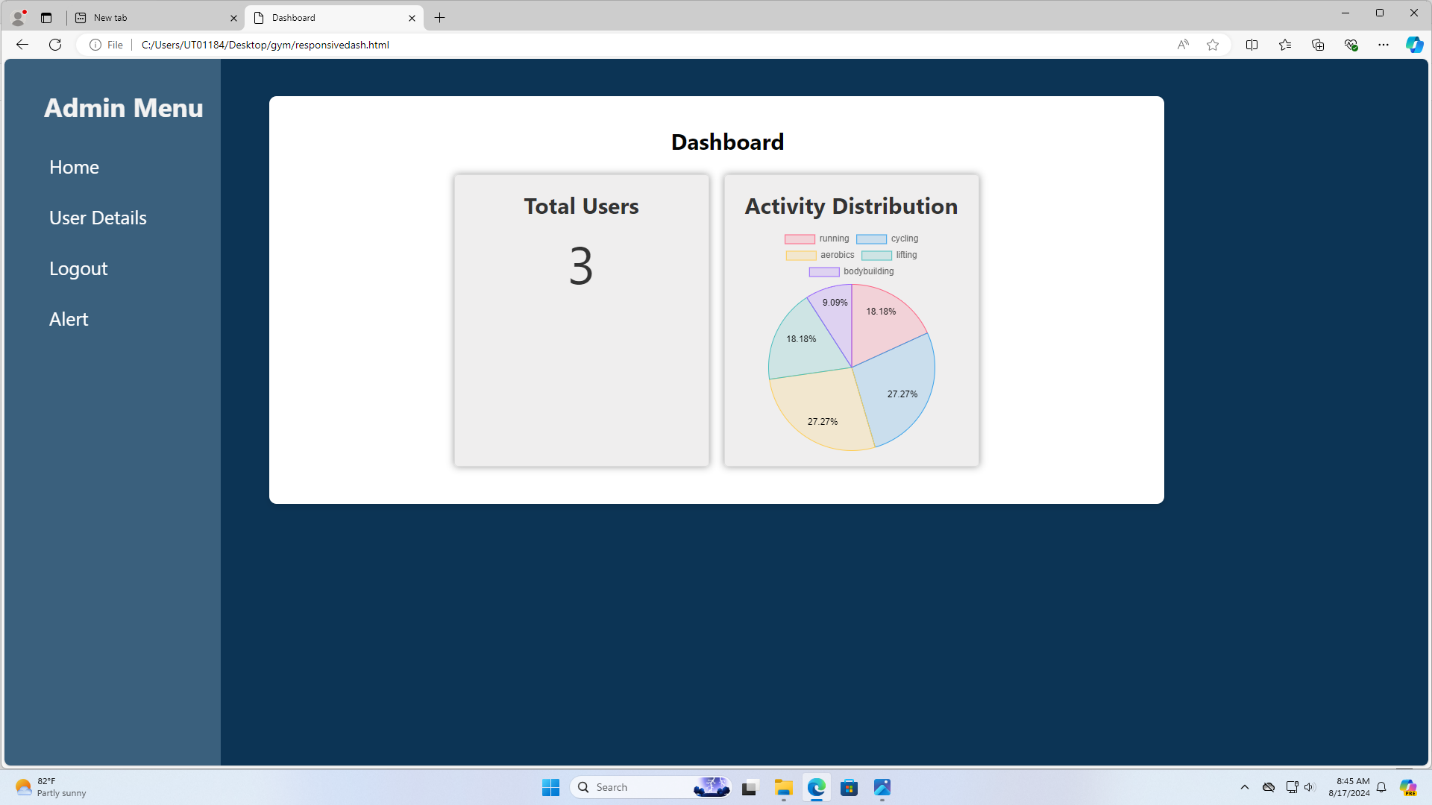 New tab
Dashboard
File
C:/Users/UT01184/Desktop/gym/responsivedash.html
Admin Menu
Home
User Details
Logout
Alert
Dashboard
Total Users
3
Activity Distribution
running cycling
aerobics lifting
bodybuilding
9.09%
18.18%
18.18%
27.27%
27.27%
82°F
Partly sunny
Search
8:45 AM
8/17/2024